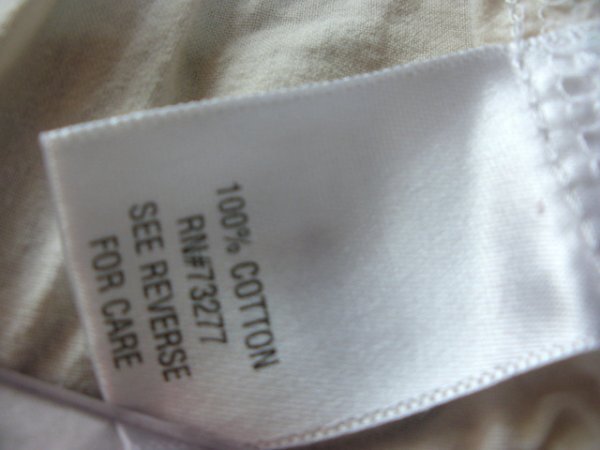 100% COTTON
RN#73277
SEE REVERSE
FOR CARE